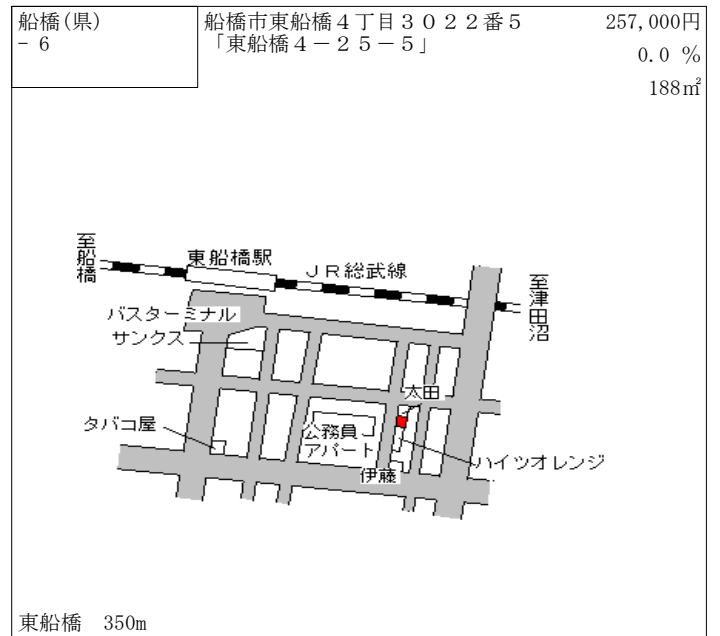 船橋(県)
- 6
船橋市東船橋４丁目３０２２番５
「東船橋４－２５－５」
257,000円
0.0 %
188㎡
至船橋
東船橋駅
ＪＲ総武線
至津田沼
バスターミナル
サンクス
太田
タバコ屋
公務員
アパート
ハイツオレンジ
伊藤
東船橋　350m